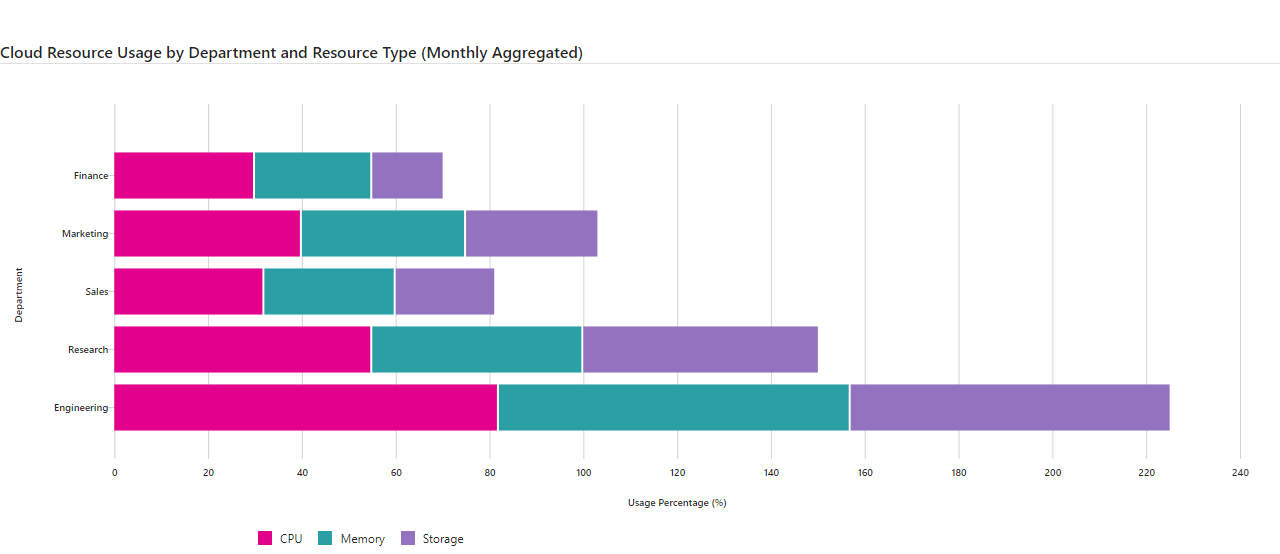 Cloud Resource Usage by Department and Resource Type (Monthly Aggregated)
Finance
Marketing
Sales
Research
Engineering
Department
0 20 40 60 80 100 120 140 160 180 200 220 240
Usage Percentage (%)
CPU Memory Storage